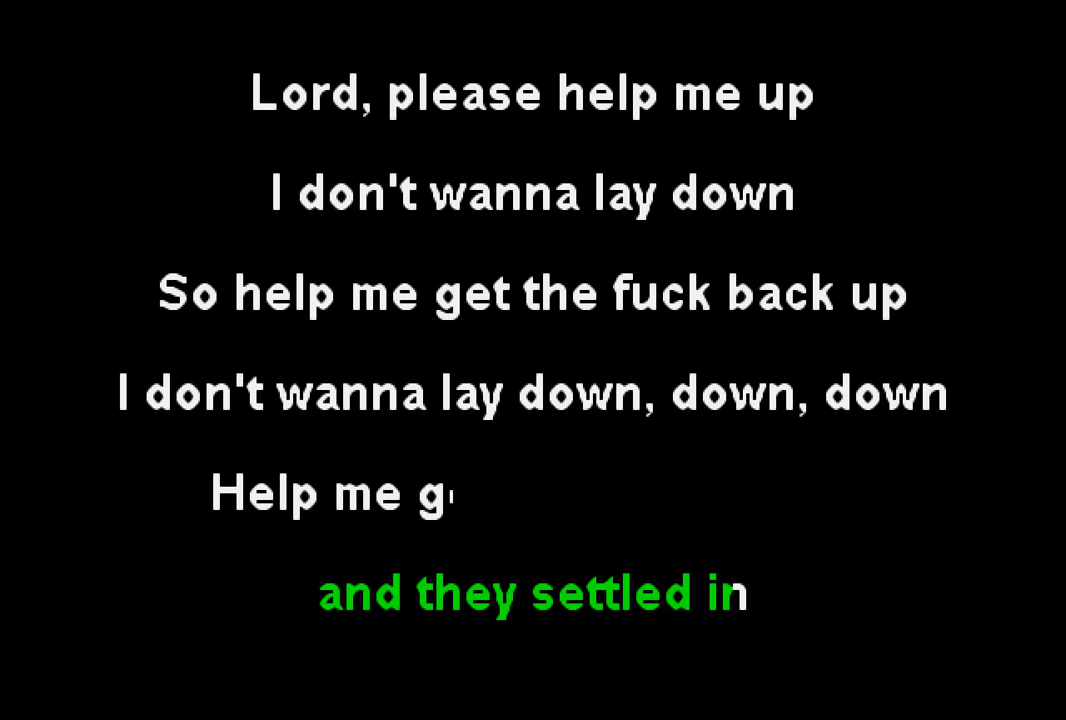 Lord, please help me up
I don't wanna lay down
So help me get the fuck back up
I don't wanna lay down, down, down
Help me g
and they settled in